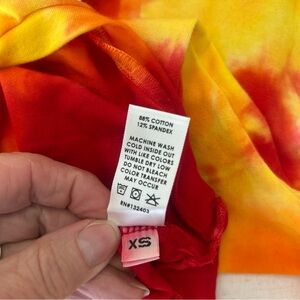 88% COTTON
12% SPANDEX
MACHINE WASH
COLD INSIDE OUT
WITH LIKE COLORS
TUMBLE DRY LOW
DO NOT BLEACH
COLOR TRANSFER
MAY OCCUR
RN#132403
XS